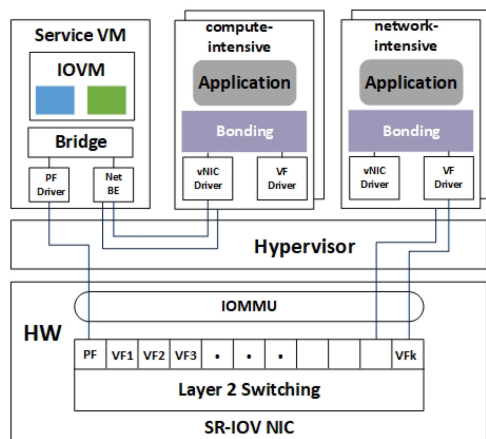 Service VM
IOVM
Bridge
PF
Driver
Net
BE
compute-
intensive
Application
Bonding
vNIC
Driver
VF
Driver
network-
intensive
Application
Bonding
vNIC
Driver
VF
Driver
Hypervisor
HW
IOMMU
PF VF1 VF2 VF3 • • • VFk
Layer 2 Switching
SR-IOV NIC